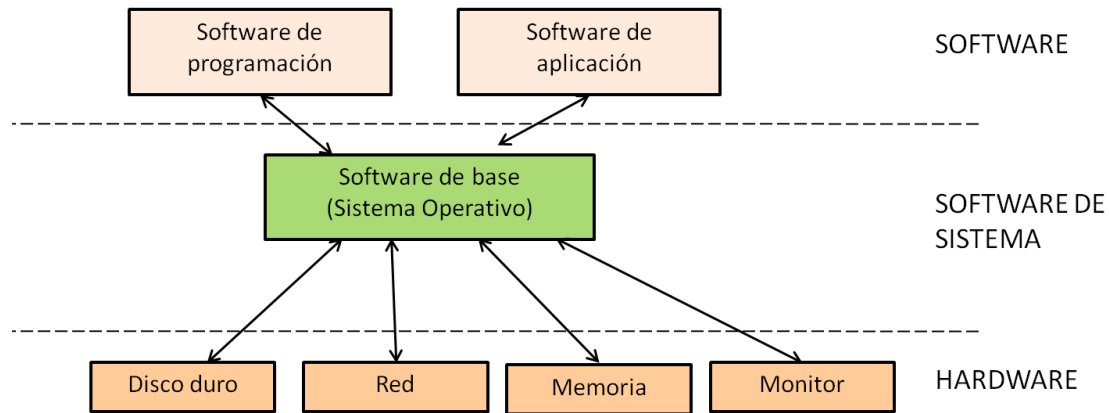 Software de
programación
Software de
aplicación
SOFTWARE
Software de base
(Sistema Operativo)
SOFTWARE DE
SISTEMA
Disco duro
Red
Memoria
Monitor
HARDWARE